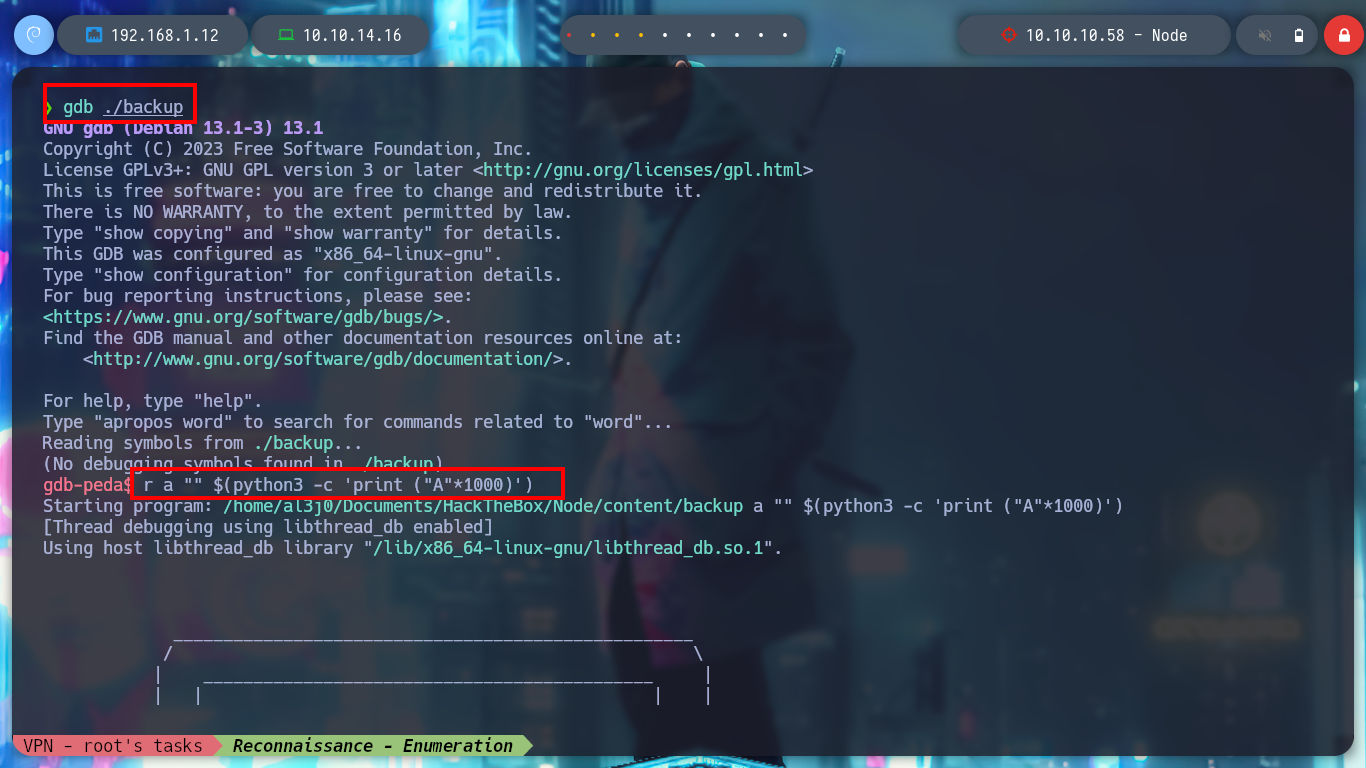 192.168.1.12
10.10.14.16
10.10.10.58 - Node
❯ gdb ./backup
GNU gdb (Debian 13.1-3) 13.1
Copyright (C) 2023 Free Software Foundation, Inc.
License GPLv3+: GNU GPL version 3 or later <http://gnu.org/licenses/gpl.html>
This is free software: you are free to change and redistribute it.
There is NO WARRANTY, to the extent permitted by law.
Type "show copying" and "show warranty" for details.
This GDB was configured as "x86_64-linux-gnu".
Type "show configuration" for configuration details.
For bug reporting instructions, please see:
<https://www.gnu.org/software/gdb/bugs/>.
Find the GDB manual and other documentation resources online at:
    <http://www.gnu.org/software/gdb/documentation/>.
For help, type "help".
Type "apropos word" to search for commands related to "word"...
Reading symbols from ./backup...
(No debugging symbols found in ./backup)
gdb-peda$ r a "" $(python3 -c 'print ("A"*1000)')
Starting program: /home/al3j0/Documents/HackTheBox/Node/content/backup a "" $(python3 -c 'print ("A"*1000)')
[Thread debugging using libthread_db enabled]
Using host libthread_db library "/lib/x86_64-linux-gnu/libthread_db.so.1".
VPN - root's tasks
Reconnaissance - Enumeration